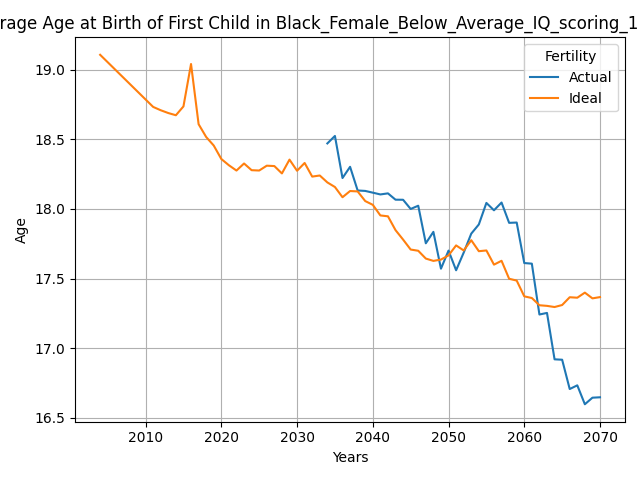 rage Age at Birth of First Child in Black_Female_Below_Average_IQ_scoring_1
Fertility
Actual
Ideal
Age
19.0
18.5
18.0
17.5
17.0
16.5
2010 2020 2030 2040 2050 2060 2070
Years